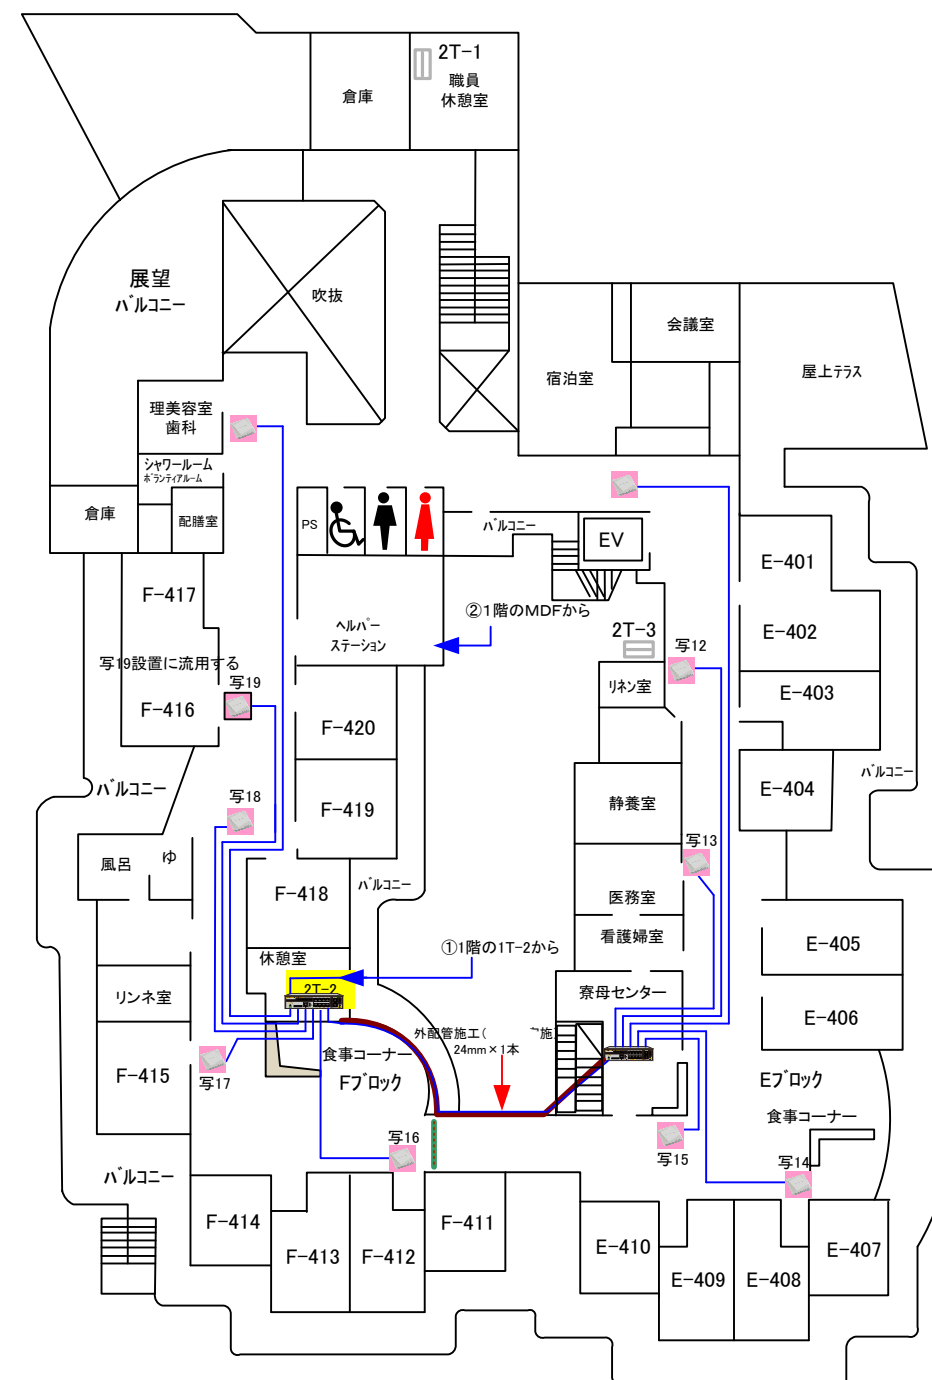 2T-1
職員
休憩室
倉庫
展望
バルコニー
吹抜
会議室
宿泊室
屋上テラス
理美容室
歯科
シャワールーム
ボランティアルーム
倉庫
配膳室
PS
バルコニー
EV
E-401
F-417
②1階のMDFから
ヘルパー
ステーション
2T-3
E-402
写12
写19設置に流用する
写19
リネン室
E-403
F-416
F-420
バルコニー
バルコニー
E-404
写18
F-419
静養室
写13
風呂
ゆ
F-418
バルコニー
医務室
E-405
①1階の1T-2から
看護婦室
休憩室
2T-2
リンネ室
寮母センター
E-406
外配管施工(
施
24mm×1本
食事コーナー
Fブロック
F-415
写17
Eブロック
食事コーナー
写16
写15
写14
バルコニー
F-414
F-413
F-412
F-411
E-410
E-409
E-408
E-407